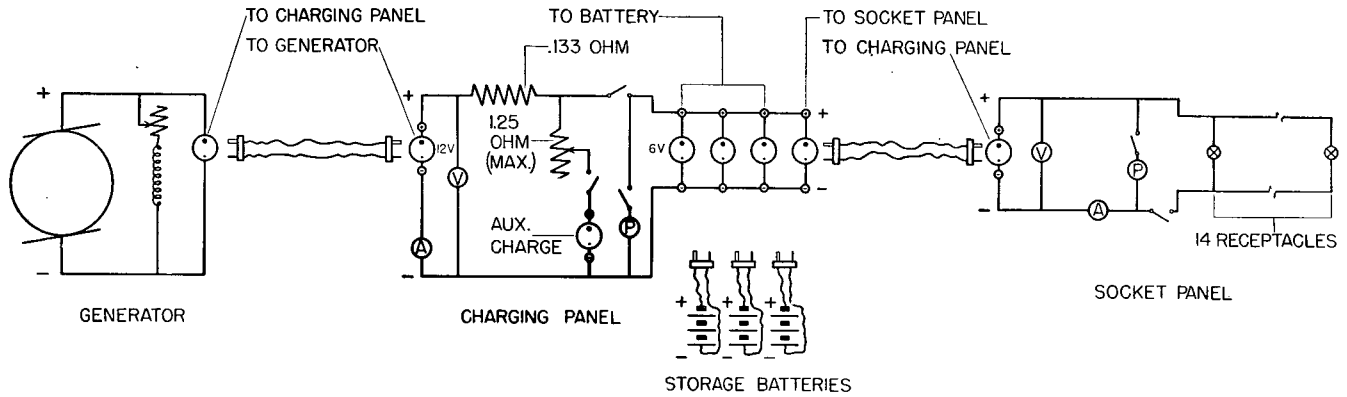 TO CHARGING PANEL
TO GENERATOR
.133 OHM
TO BATTERY
TO SOCKET PANEL
TO CHARGING PANEL
+
+
12V
V
1.25
OHM
(MAX.)
6V
+
+
V
P
AUX.
CHARGE
P
A
A
−
−
−
−
14 RECEPTACLES
GENERATOR
CHARGING PANEL
SOCKET PANEL
+
+
+
−
−
−
STORAGE BATTERIES